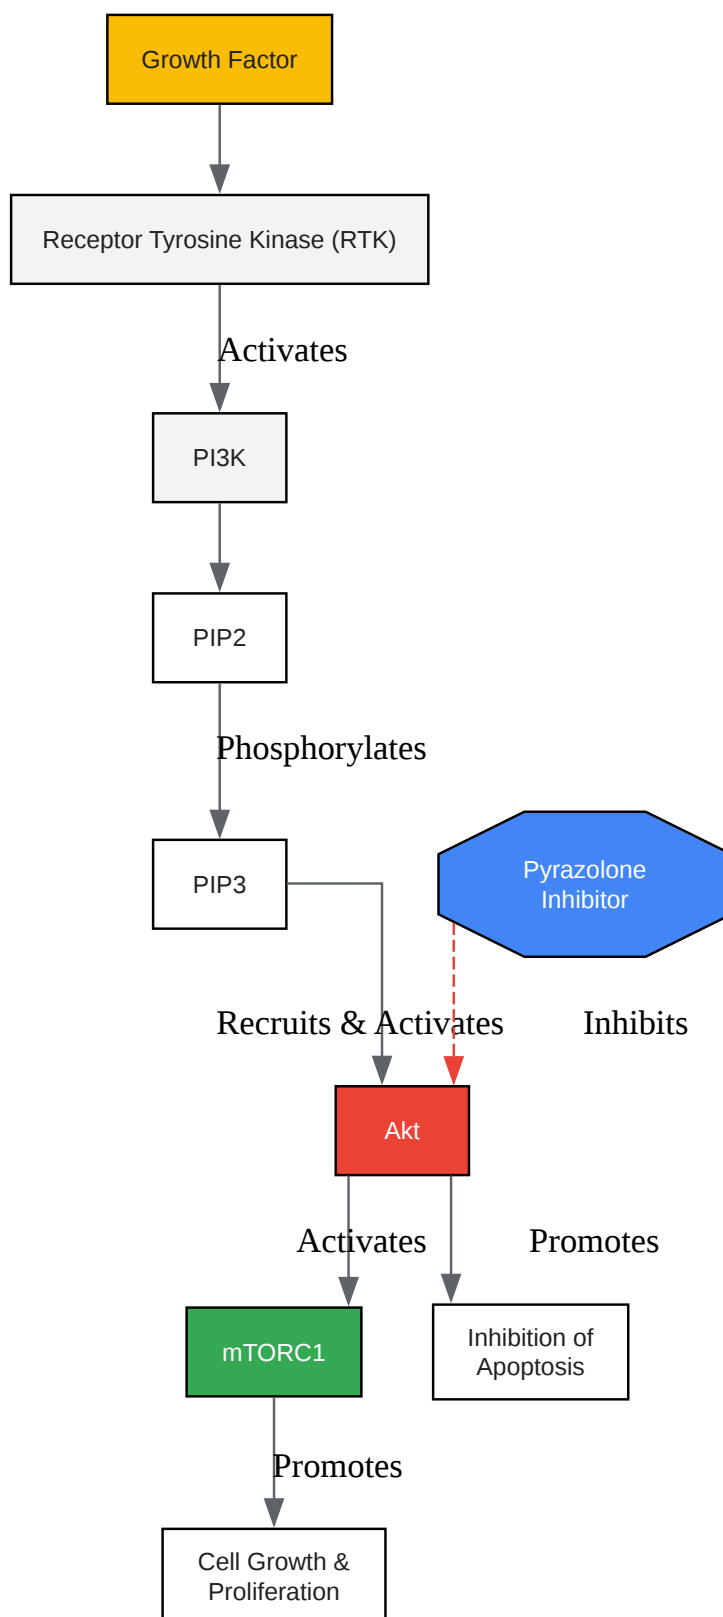 Growth Factor
Receptor Tyrosine Kinase (RTK)
Activates
PI3K
PIP2
Phosphorylates
PIP3
Pyrazolone
Inhibitor
Recruits & Activates
Inhibits
Akt
Activates
Promotes
mTORC1
Inhibition of
Apoptosis
Promotes
Cell Growth &
Proliferation